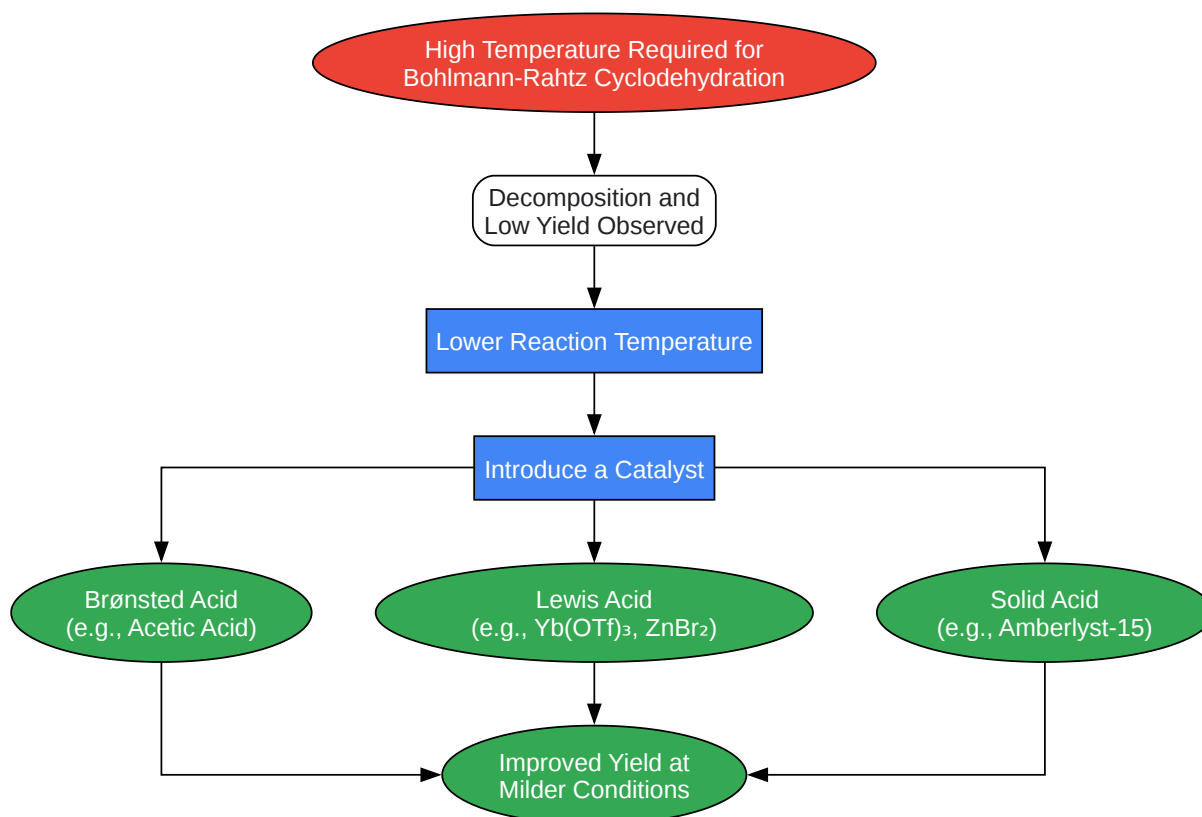 High Temperature Required for
Bohlmann-Rahtz Cyclodehydration
Decomposition and
Low Yield Observed
Lower Reaction Temperature
Introduce a Catalyst
Brønsted Acid
(e.g., Acetic Acid)
Lewis Acid
(e.g., Yb(OTf)₃, ZnBr₂)
Solid Acid
(e.g., Amberlyst-15)
Improved Yield at
Milder Conditions